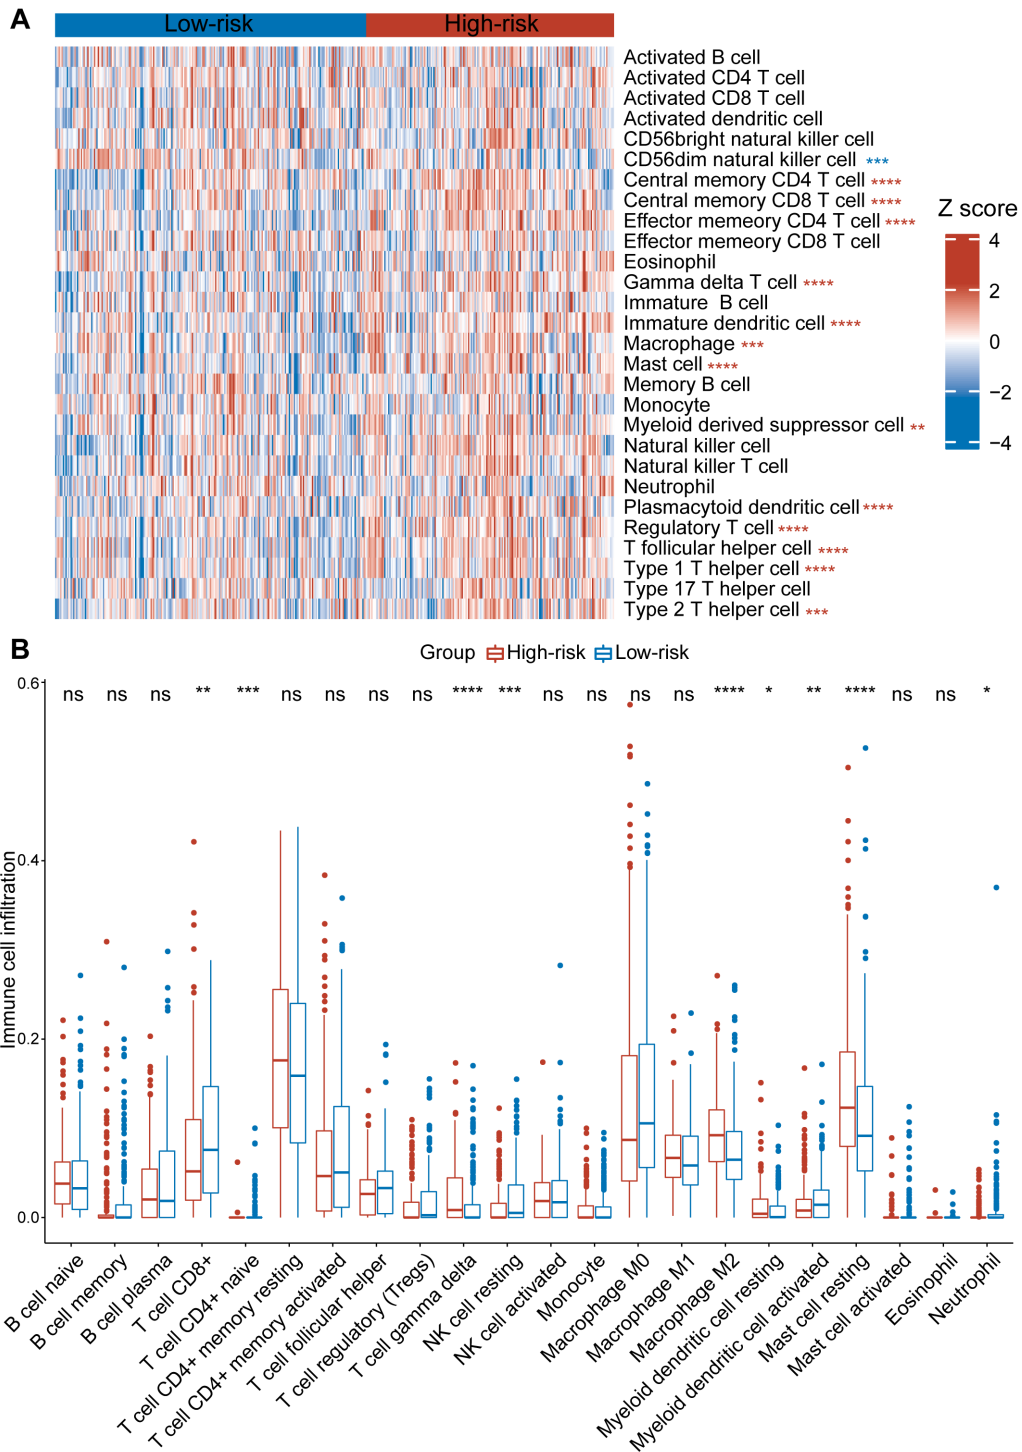 A
Low-risk High-risk
Activated B cell
Activated CD4 T cell
Activated CD8 T cell
Activated dendritic cell
CD56bright natural killer cell
CD56dim natural killer cell ***
Central memory CD4 T cell ****
Central memory CD8 T cell ****
Effector memeory CD4 T cell ****
Effector memeory CD8 T cell
Eosinophil
Gamma delta T cell ****
Immature B cell
Immature dendritic cell ****
Macrophage ***
Mast cell ****
Memory B cell
Monocyte
Myeloid derived suppressor cell **
Natural killer cell
Natural killer T cell
Neutrophil
Plasmacytoid dendritic cell ****
Regulatory T cell ****
T follicular helper cell ****
Type 1 T helper cell ****
Type 17 T helper cell
Type 2 T helper cell ***
Z score
4
2
0
−2
−4
B
Group High-risk Low-risk
ns ns ns ** *** ns ns ns ns **** *** ns ns ns ns **** * ** **** ns ns *
Immune cell infiltration
0.6
0.4
0.2
0.0
B cell naive
B cell memory
B cell plasma
T cell CD8+
T cell CD4+ naive
T cell CD4+ memory resting
T cell CD4+ memory activated
T cell follicular helper
T cell regulatory (Tregs)
T cell gamma delta
NK cell resting
NK cell activated
Monocyte
Macrophage M0
Macrophage M1
Macrophage M2
Myeloid dendritic cell resting
Myeloid dendritic cell activated
Mast cell resting
Mast cell activated
Eosinophil
Neutrophil